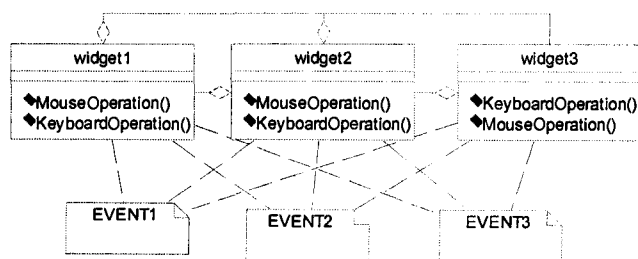 widget1
◆MouseOperation()
◆KeyboardOperation()
widget2
◆MouseOperation()
◆KeyboardOperation()
widget3
◆KeyboardOperation()
◆MouseOperation()
EVENT1
EVENT2
EVENT3